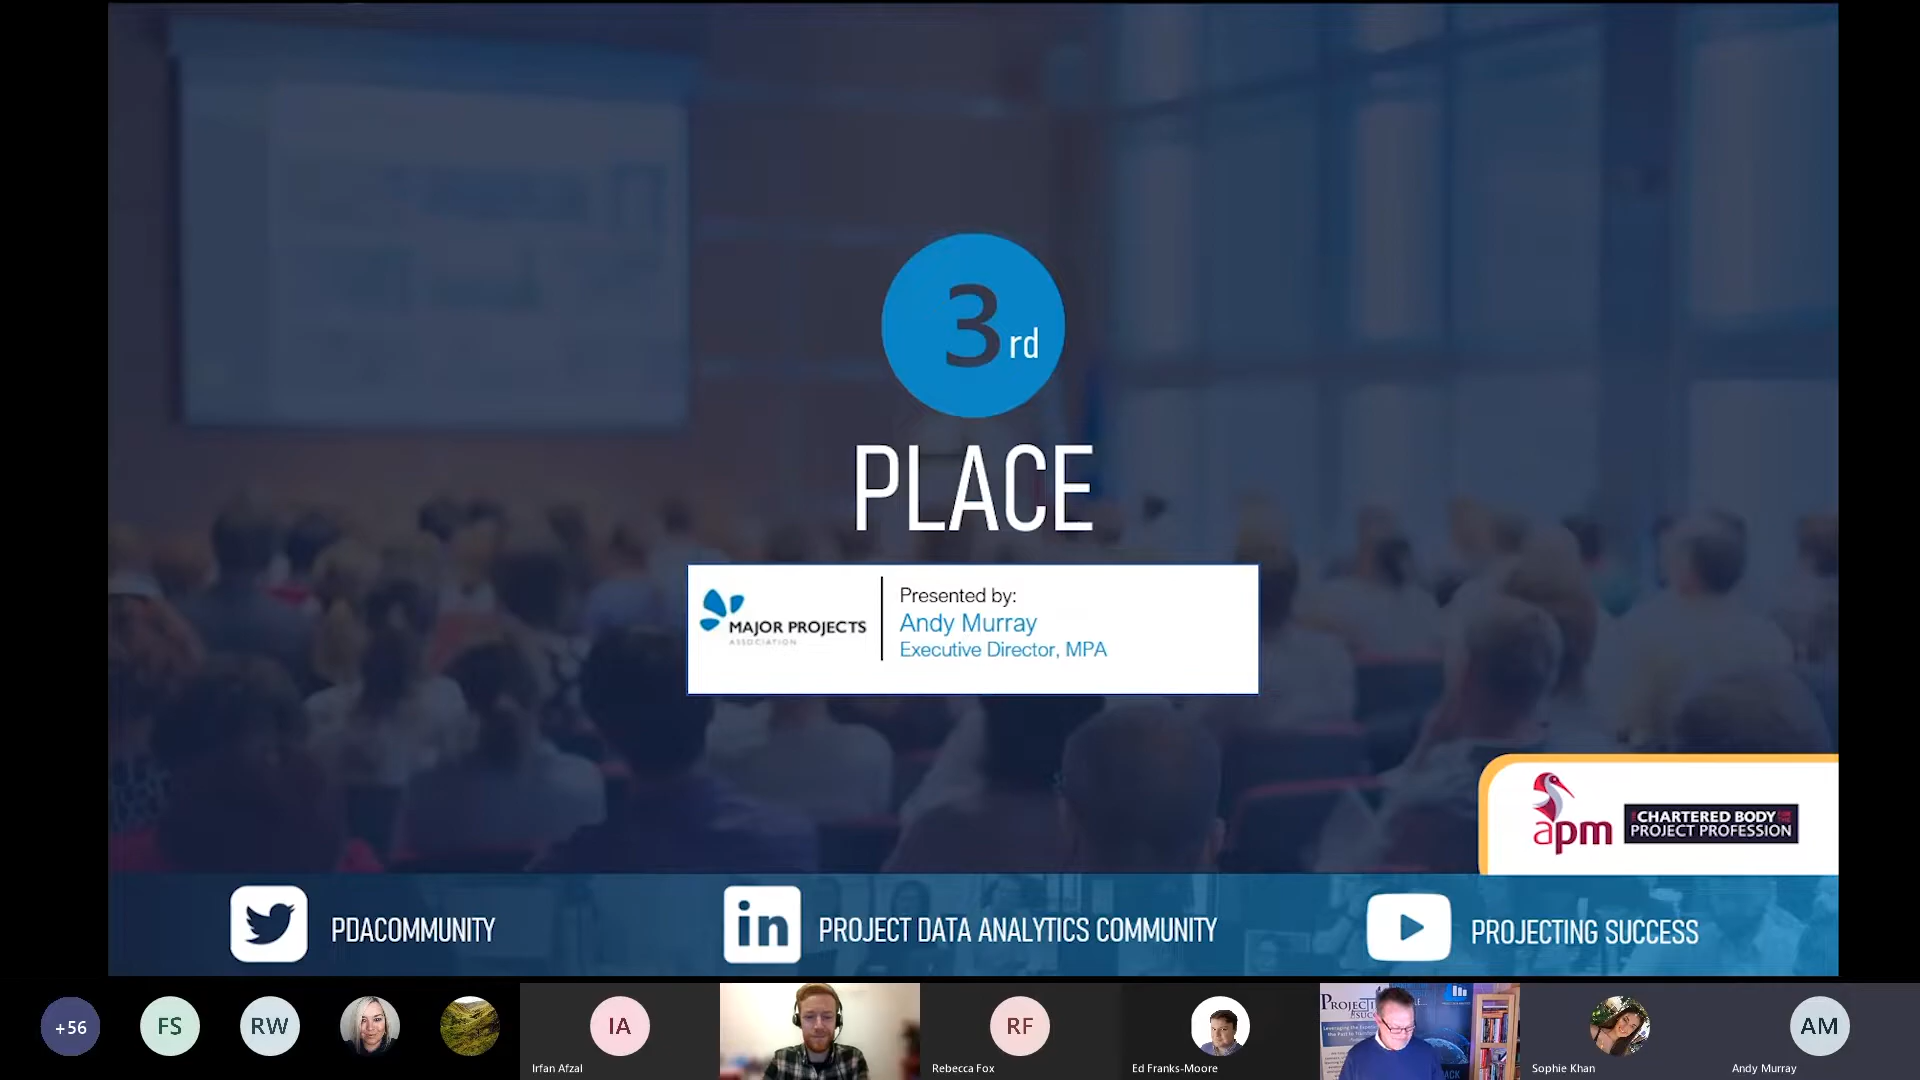 3rd
PLACE
MAJOR PROJECTS
ASSOCIATION
Presented by:
Andy Murray
Executive Director, MPA
apm
CHARTERED BODY
PROJECT PROFESSION
PDACOMMUNITY
in
PROJECT DATA ANALYTICS COMMUNITY
PROJECTING SUCCESS
+56
FS
RW
IA
Irfan Afzal
RF
Rebecca Fox
Ed Franks-Moore
Sophie Khan
AM
Andy Murray